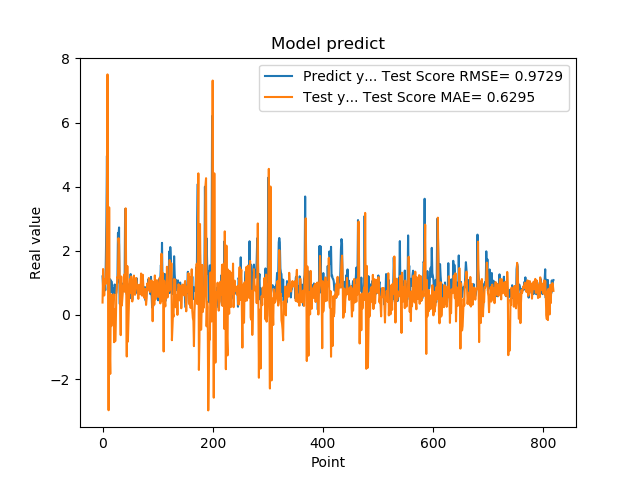 Model predict
Predict y... Test Score RMSE= 0.9729
Test y... Test Score MAE= 0.6295
Real value
8
6
4
2
0
−2
0 200 400 600 800
Point